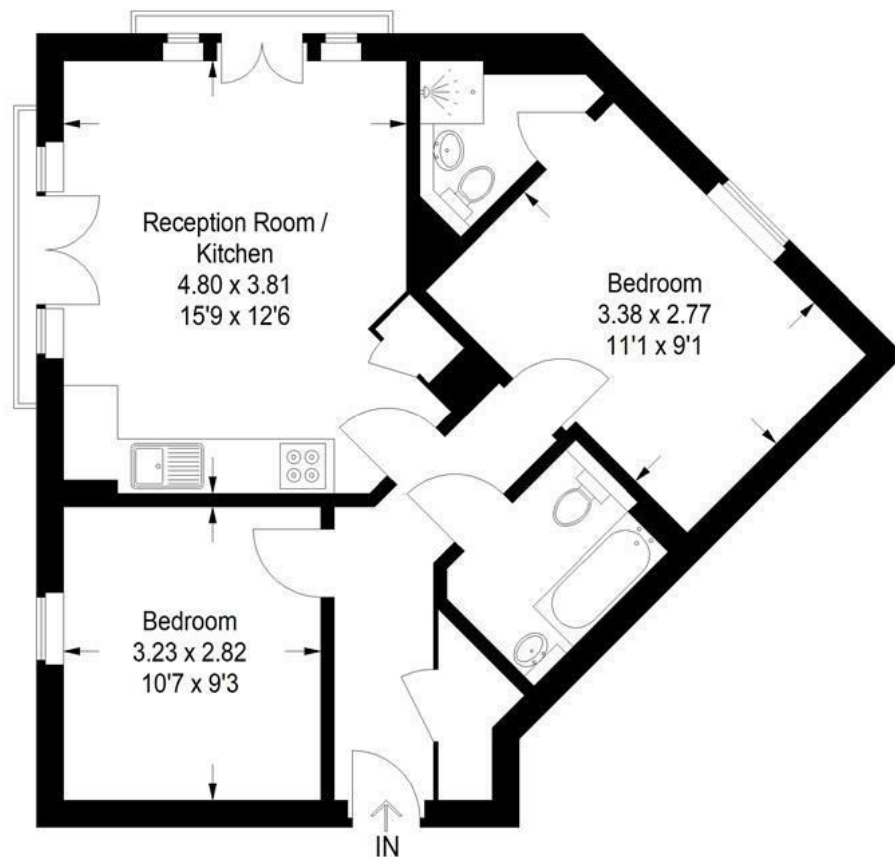 Reception Room /
Kitchen
4.80 x 3.81
15'9 x 12'6
Bedroom
3.38 x 2.77
11'1 x 9'1
Bedroom
3.23 x 2.82
10'7 x 9'3
IN